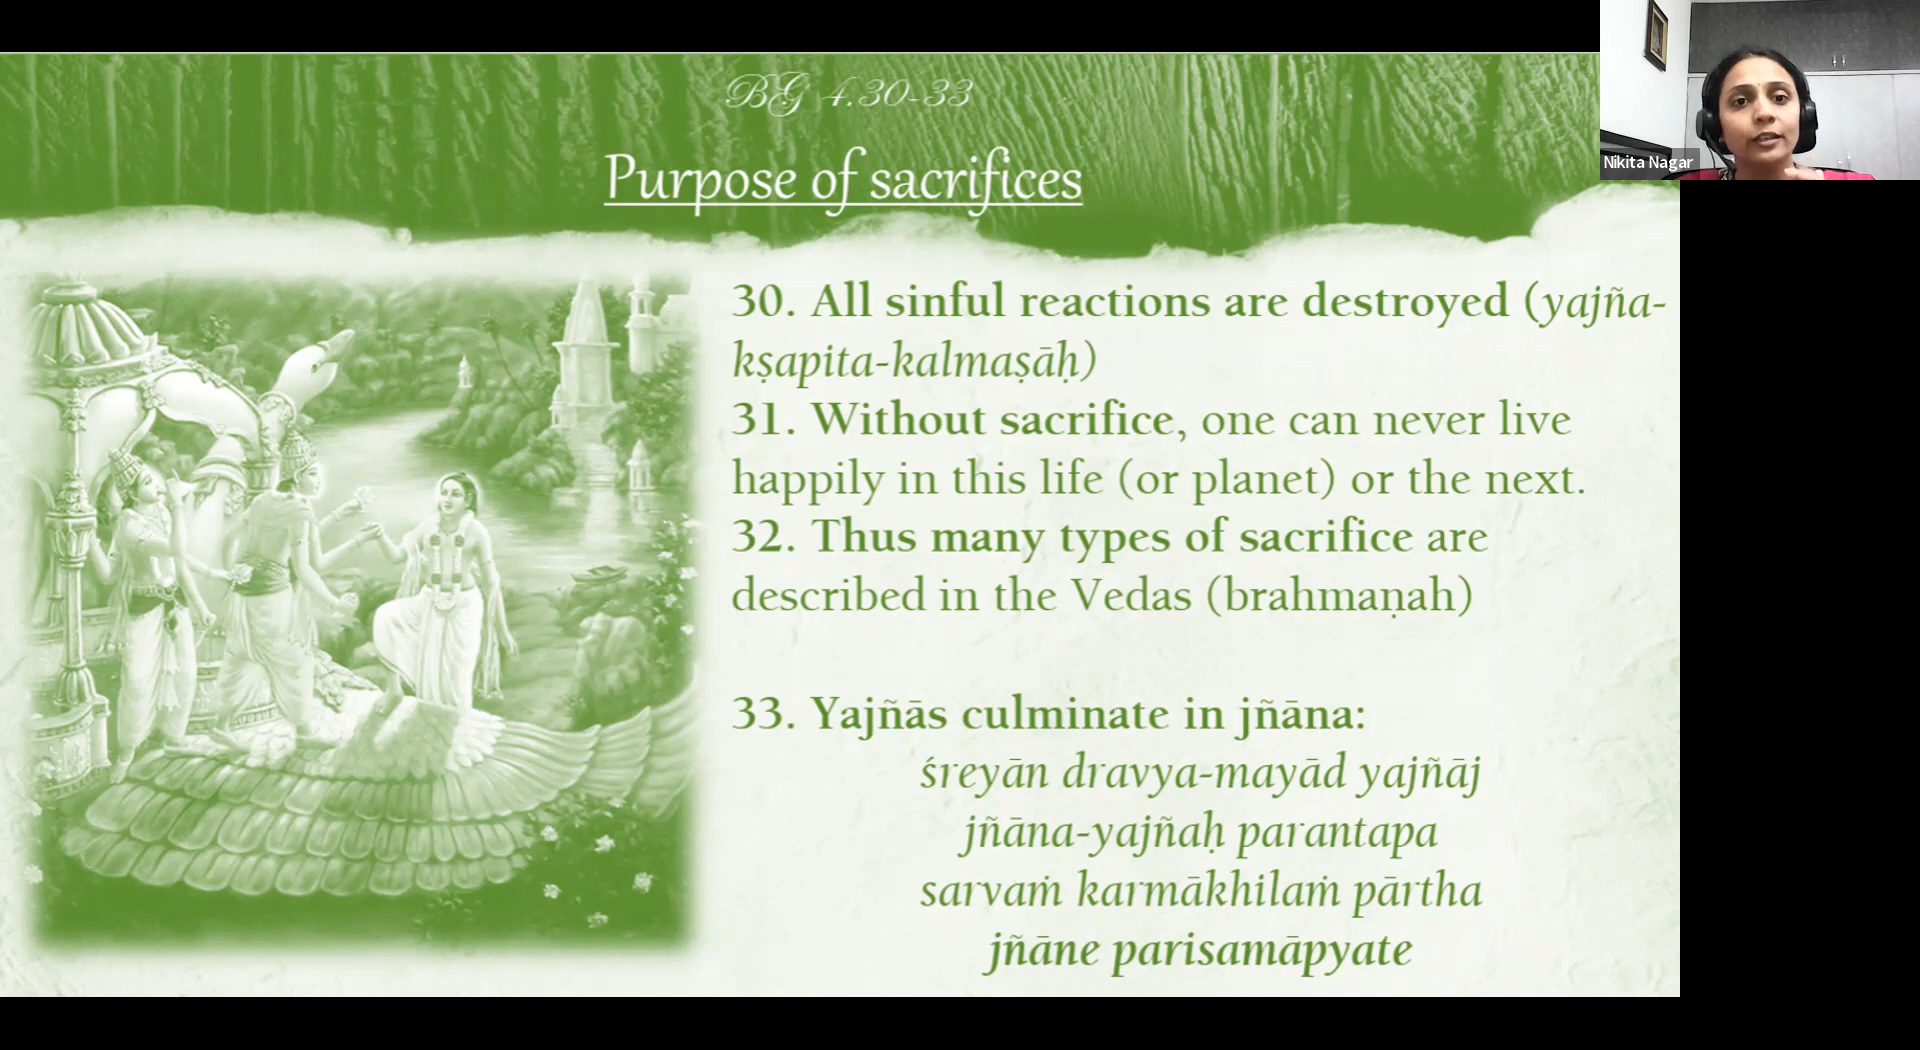 BG 4.30-33
Purpose of sacrifices
30. All sinful reactions are destroyed (yajña-
kṣapita-kalmaṣāḥ)
31. Without sacrifice, one can never live
happily in this life (or planet) or the next.
32. Thus many types of sacrifice are
described in the Vedas (brahmaṇah)
33. Yajñās culminate in jñāna:
śreyān dravya-mayād yajñāj
jñāna-yajñaḥ parantapa
sarvaṁ karmākhilaṁ pārtha
jñāne parisamāpyate
Nikita Nagar